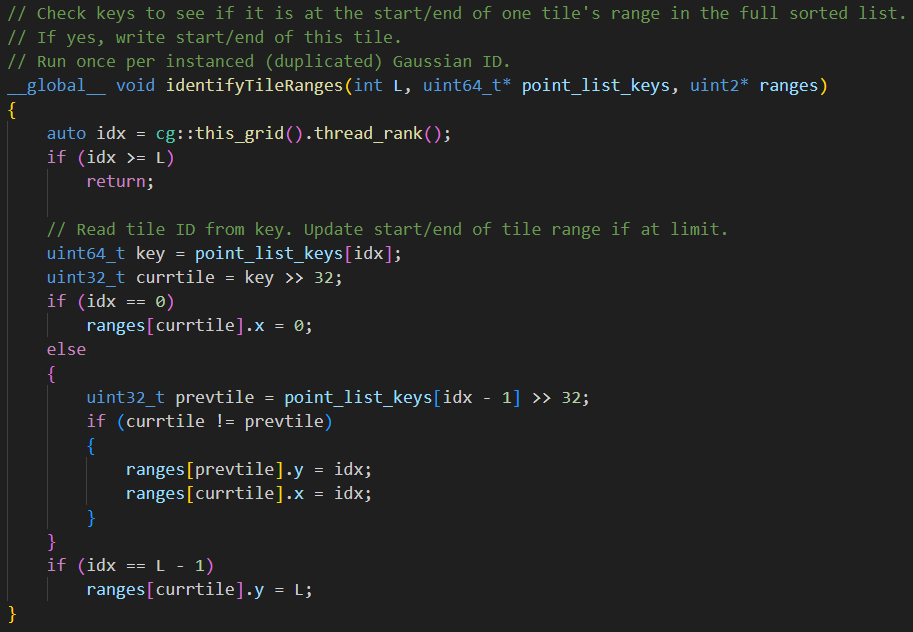 // Check keys to see if it is at the start/end of one tile's range in the full sorted list.
// If yes, write start/end of this tile.
// Run once per instanced (duplicated) Gaussian ID.
__global__ void identifyTileRanges(int L, uint64_t* point_list_keys, uint2* ranges)
{
    auto idx = cg::this_grid().thread_rank();
    if (idx >= L)
        return;
    // Read tile ID from key. Update start/end of tile range if at limit.
    uint64_t key = point_list_keys[idx];
    uint32_t currtile = key >> 32;
    if (idx == 0)
        ranges[currtile].x = 0;
    else
    {
        uint32_t prevtile = point_list_keys[idx - 1] >> 32;
        if (currtile != prevtile)
        {
            ranges[prevtile].y = idx;
            ranges[currtile].x = idx;
        }
    }
    if (idx == L - 1)
        ranges[currtile].y = L;
}